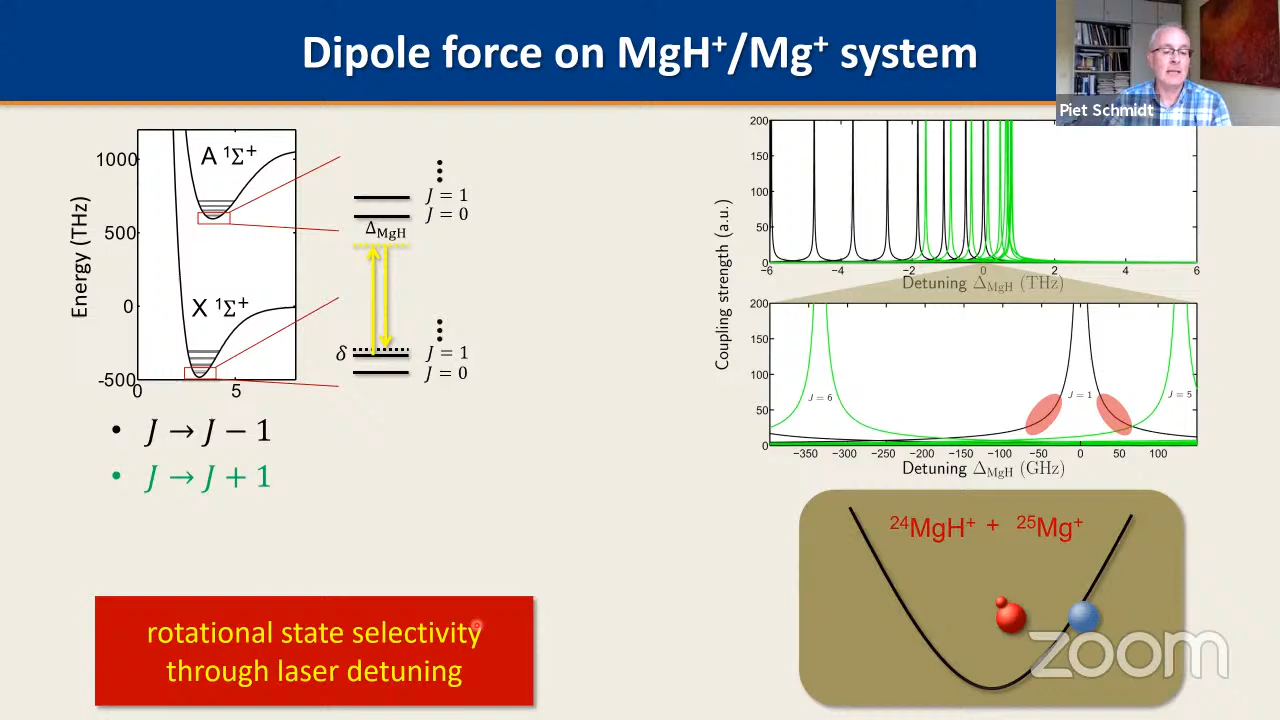 Dipole force on MgH⁺/Mg⁺ system
Piet Schmidt
Energy (THz)
1000
500
0
-500
0
5
A ¹Σ⁺
X ¹Σ⁺
J = 1
J = 0
Δ_MgH
δ
J = 1
J = 0
• J → J − 1
• J → J + 1
rotational state selectivity
through laser detuning
Coupling strength (a.u.)
200
150
100
50
0
−6 −4 −2 0 2 4 6
Detuning Δ_MgH (THz)
200
150
100
50
0
J = 6
J = 1
J = 5
−350 −300 −250 −200 −150 −100 −50 0 50 100
Detuning Δ_MgH (GHz)
²⁴MgH⁺ + ²⁵Mg⁺
zoom